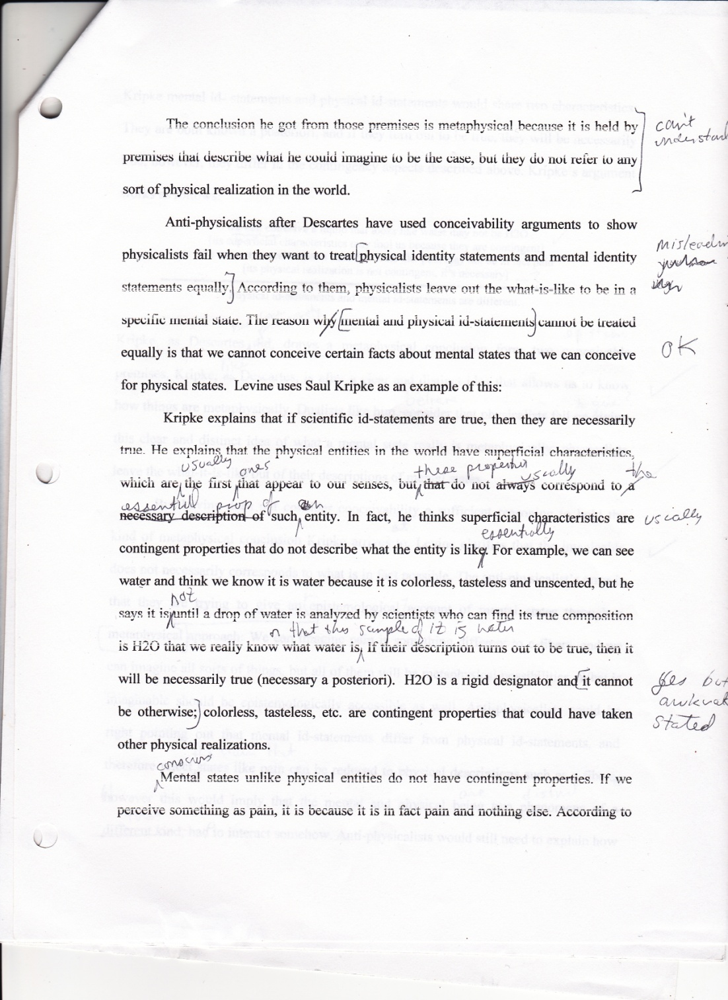 The conclusion he got from those premises is metaphysical because it is held by
can't
understand
premises that describe what he could imagine to be the case, but they do not refer to any
sort of physical realization in the world.
Anti-physicalists after Descartes have used conceivability arguments to show
physicalists fail when they want to treat [physical identity statements and mental identity
misleadin
statements equally.] According to them, physicalists leave out the what-is-like to be in a
specific mental state. The reason why [mental and physical id-statements] cannot be treated
equally is that we cannot conceive certain facts about mental states that we can conceive
OK
for physical states. Levine uses Saul Kripke as an example of this:
Kripke explains that if scientific id-statements are true, then they are necessarily
true. He explains that the physical entities in the world have superficial characteristics,
usually ones these properties usually the
which are the first that appear to our senses, but that do not always correspond to a
essential prop of an
necessary description of such entity. In fact, he thinks superficial characteristics are usually
essentially
contingent properties that do not describe what the entity is like. For example, we can see
water and think we know it is water because it is colorless, tasteless and unscented, but he
not
says it is until a drop of water is analyzed by scientists who can find its true composition
or that this sample of it is water
is H2O that we really know what water is. If their description turns out to be true, then it
will be necessarily true (necessary a posteriori). H2O is a rigid designator and [it cannot
Yes but
awkwar
stated
be otherwise;] colorless, tasteless, etc. are contingent properties that could have taken
other physical realizations.
conscious
Mental states unlike physical entities do not have contingent properties. If we
perceive something as pain, it is because it is in fact pain and nothing else. According to